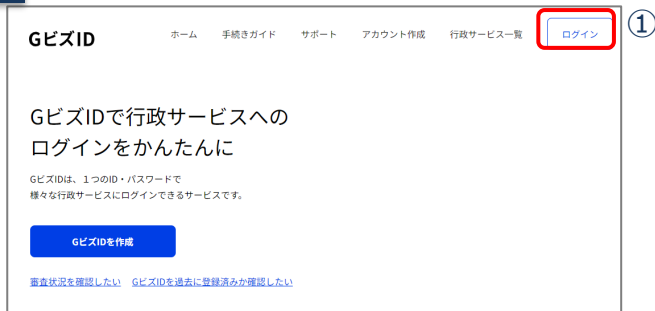 GビズID
ホーム 手続きガイド サポート アカウント作成 行政サービス一覧 ログイン
①
GビズIDで行政サービスへの
ログインをかんたんに
GビズIDは、１つのID・パスワードで
様々な行政サービスにログインできるサービスです。
GビズIDを作成
審査状況を確認したい GビズIDを過去に登録済みか確認したい